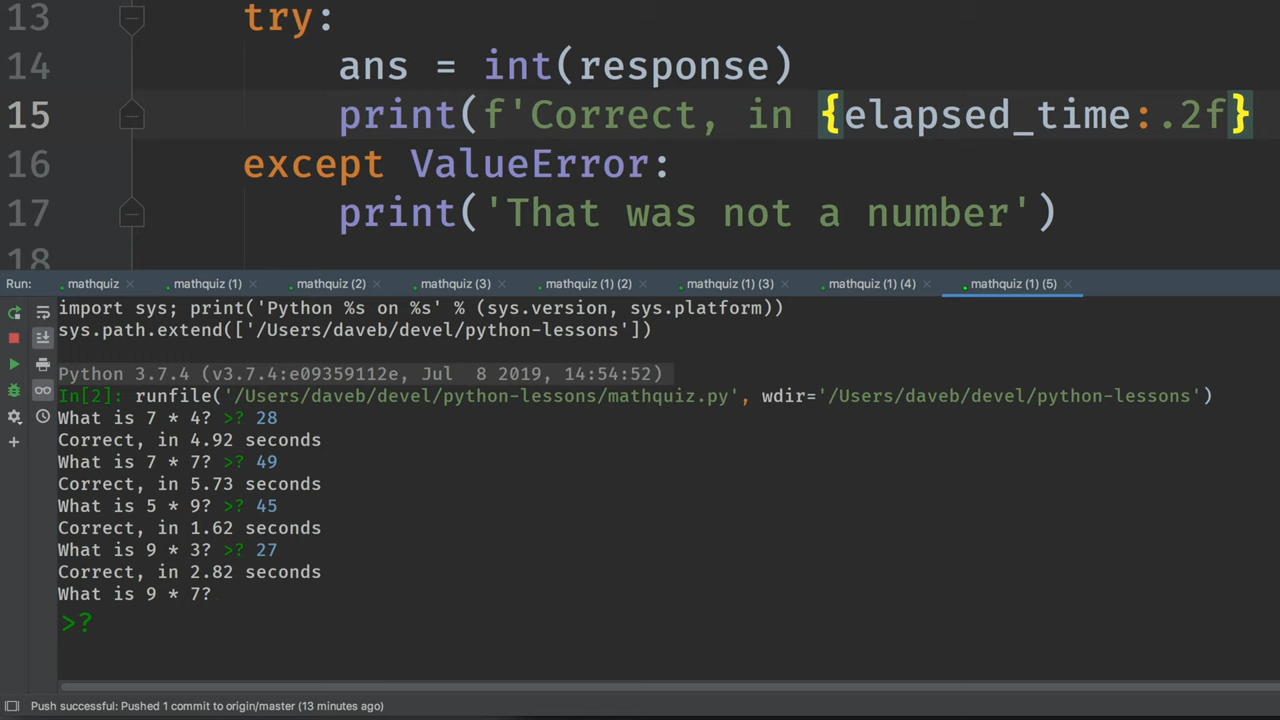 13 try:
14 ans = int(response)
15 print(f'Correct, in {elapsed_time:.2f}
16 except ValueError:
17 print('That was not a number')
18
Run: mathquiz mathquiz (1) mathquiz (2) mathquiz (3) mathquiz (1) (2) mathquiz (1) (3) mathquiz (1) (4) mathquiz (1) (5)
import sys; print('Python %s on %s' % (sys.version, sys.platform))
sys.path.extend(['/Users/daveb/devel/python-lessons'])
Python 3.7.4 (v3.7.4:e09359112e, Jul  8 2019, 14:54:52)
In[2]: runfile('/Users/daveb/devel/python-lessons/mathquiz.py', wdir='/Users/daveb/devel/python-lessons')
What is 7 * 4? >? 28
Correct, in 4.92 seconds
What is 7 * 7? >? 49
Correct, in 5.73 seconds
What is 5 * 9? >? 45
Correct, in 1.62 seconds
What is 9 * 3? >? 27
Correct, in 2.82 seconds
What is 9 * 7?
>?
Push successful: Pushed 1 commit to origin/master (13 minutes ago)